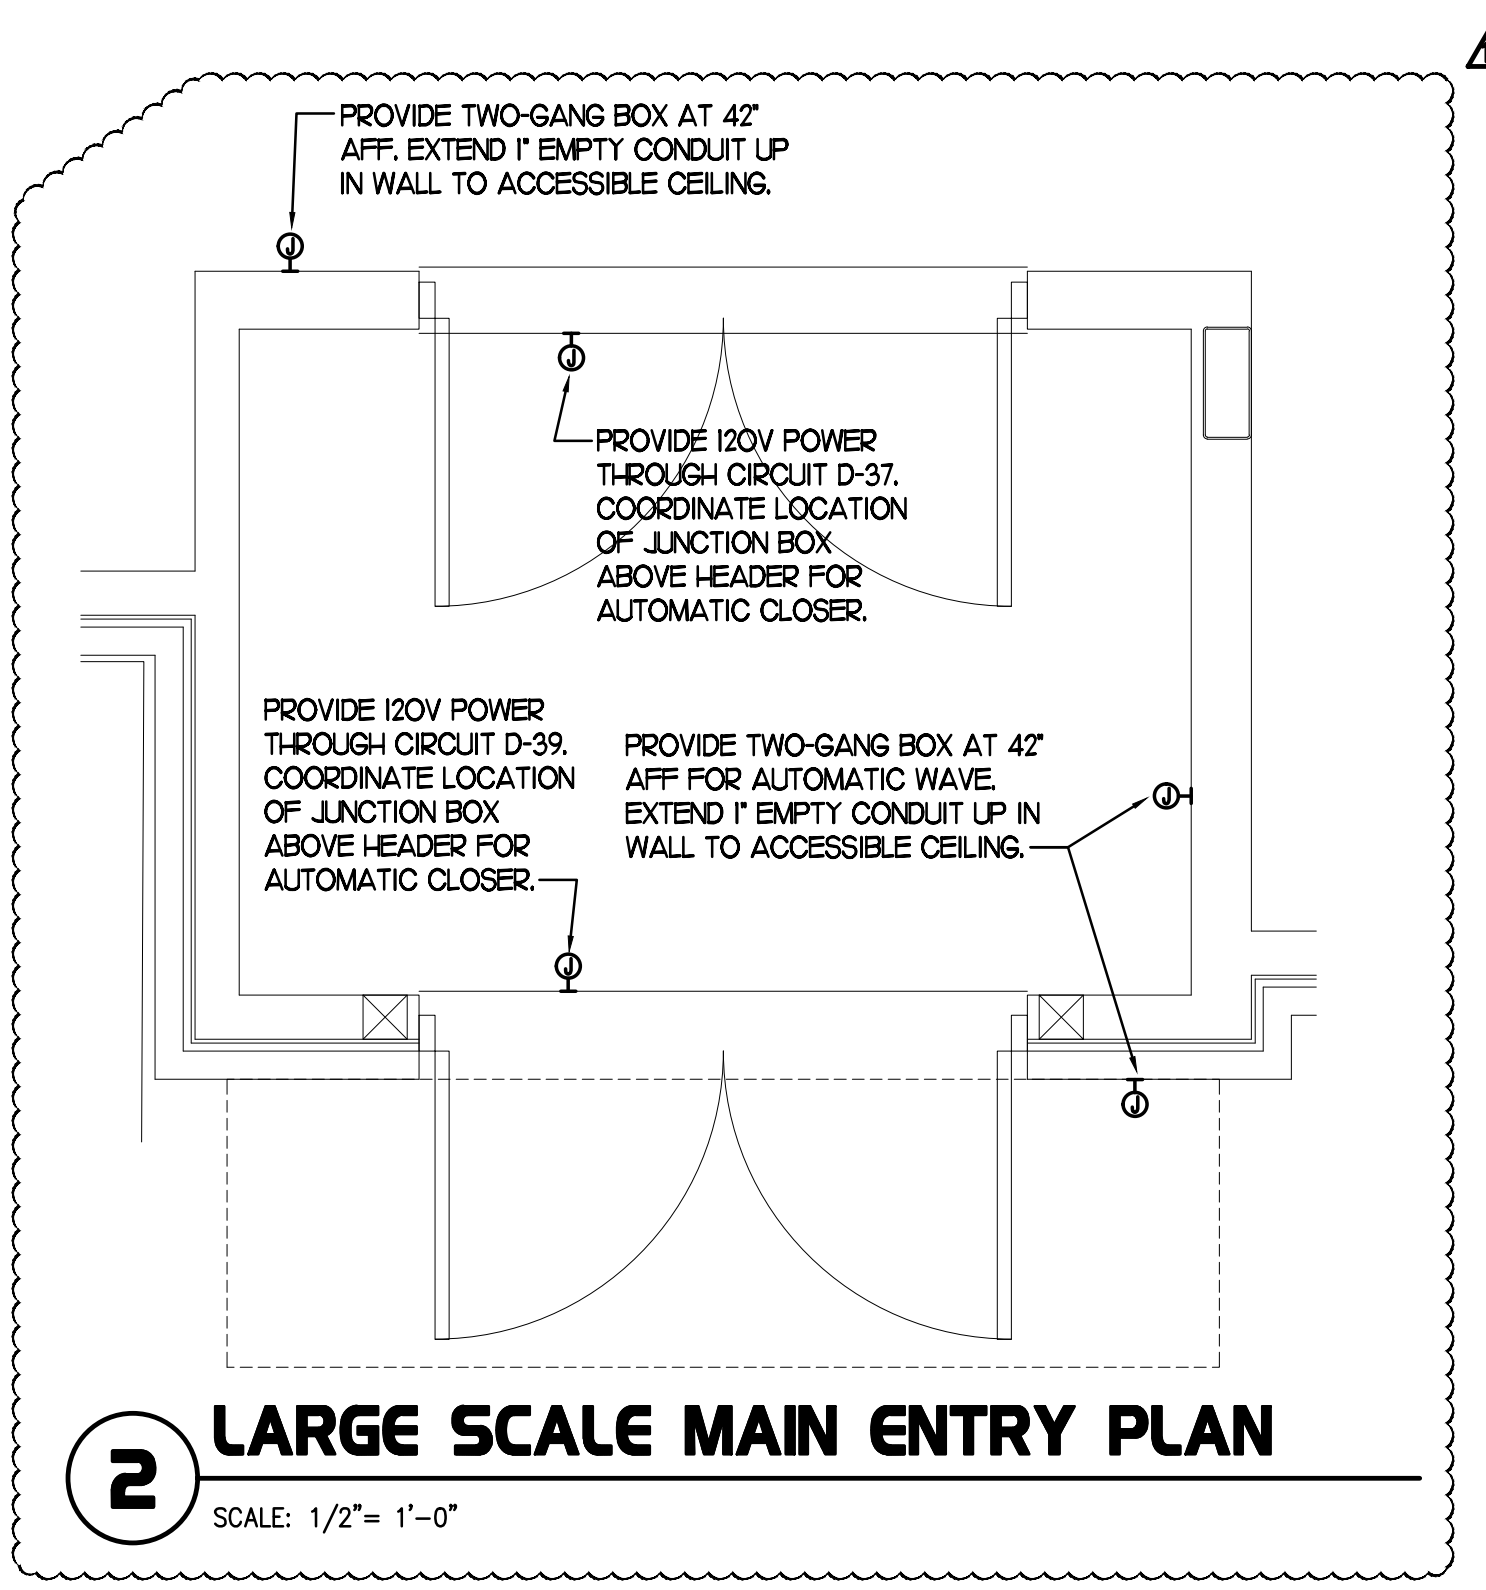 PROVIDE TWO-GANG BOX AT 42"
AFF. EXTEND 1" EMPTY CONDUIT UP
IN WALL TO ACCESSIBLE CEILING.
J
J
PROVIDE 120V POWER
THROUGH CIRCUIT D-37.
COORDINATE LOCATION
OF JUNCTION BOX
ABOVE HEADER FOR
AUTOMATIC CLOSER.
PROVIDE 120V POWER
THROUGH CIRCUIT D-39.
COORDINATE LOCATION
OF JUNCTION BOX
ABOVE HEADER FOR
AUTOMATIC CLOSER.
J
PROVIDE TWO-GANG BOX AT 42"
AFF FOR AUTOMATIC WAVE.
EXTEND 1" EMPTY CONDUIT UP IN
WALL TO ACCESSIBLE CEILING.
J
J
2
LARGE SCALE MAIN ENTRY PLAN
SCALE: 1/2"= 1'-0"